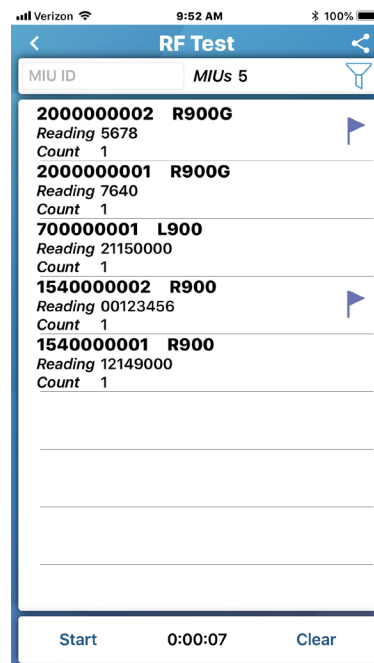 Verizon 9:52 AM 100%
RF Test
MIU ID MIUs 5
2000000002 R900G
Reading 5678
Count 1
2000000001 R900G
Reading 7640
Count 1
700000001 L900
Reading 21150000
Count 1
1540000002 R900
Reading 00123456
Count 1
1540000001 R900
Reading 12149000
Count 1
Start 0:00:07 Clear